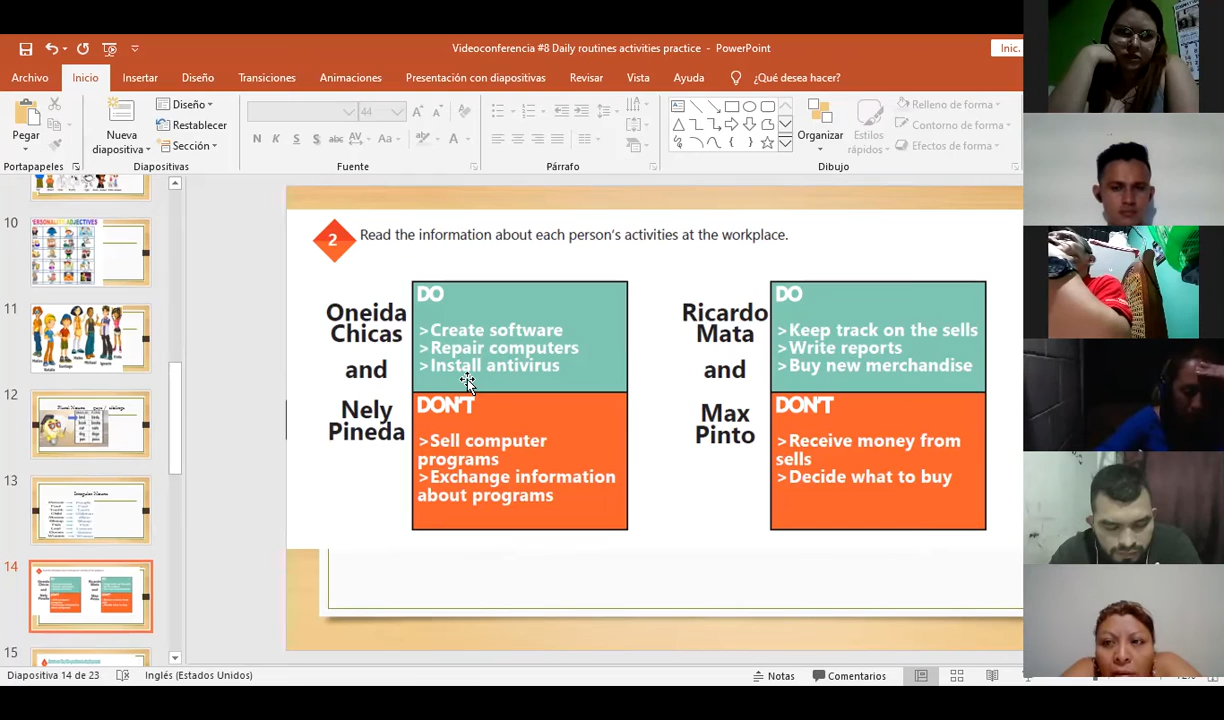 Videoconferencia #8 Daily routines activities practice - PowerPoint
Inic.
Archivo
Inicio
Insertar
Diseño
Transiciones
Animaciones
Presentación con diapositivas
Revisar
Vista
Ayuda
¿Qué desea hacer?
Pegar
Nueva diapositiva
Diseño
Restablecer
Sección
44
N K S abc AV Aa A
Organizar
Estilos rápidos
Relleno de forma
Contorno de forma
Efectos de forma
Portapapeles
Diapositivas
Fuente
Párrafo
Dibujo
10
PERSONALITY ADJECTIVES
11
12
13
14
15
2
Read the information about each person's activities at the workplace.
Oneida
Chicas
and
Nely
Pineda
DO
>Create software
>Repair computers
>Install antivirus
DON'T
>Sell computer
programs
>Exchange information
about programs
Ricardo
Mata
and
Max
Pinto
DO
>Keep track on the sells
>Write reports
>Buy new merchandise
DON'T
>Receive money from
sells
>Decide what to buy
Diapositiva 14 de 23
Inglés (Estados Unidos)
Notas
Comentarios